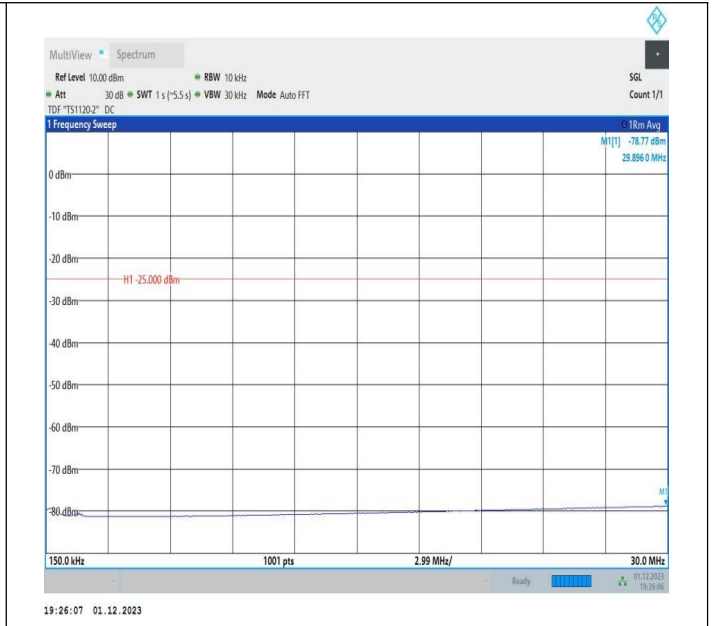 R S
MultiView Spectrum
Ref Level 10.00 dBm RBW 10 kHz SGL
Att 30 dB SWT 1 s (~5.5 s) VBW 30 kHz Mode Auto FFT Count 1/1
TDF "TS1120-2" DC
1 Frequency Sweep 1Rm Avg
M1[1] -78.77 dBm
29.896 0 MHz
0 dBm
-10 dBm
-20 dBm
H1 -25.000 dBm
-30 dBm
-40 dBm
-50 dBm
-60 dBm
-70 dBm
M1
-80 dBm
150.0 kHz 1001 pts 2.99 MHz/ 30.0 MHz
Ready 01.12.2023
19:26:06
19:26:07 01.12.2023